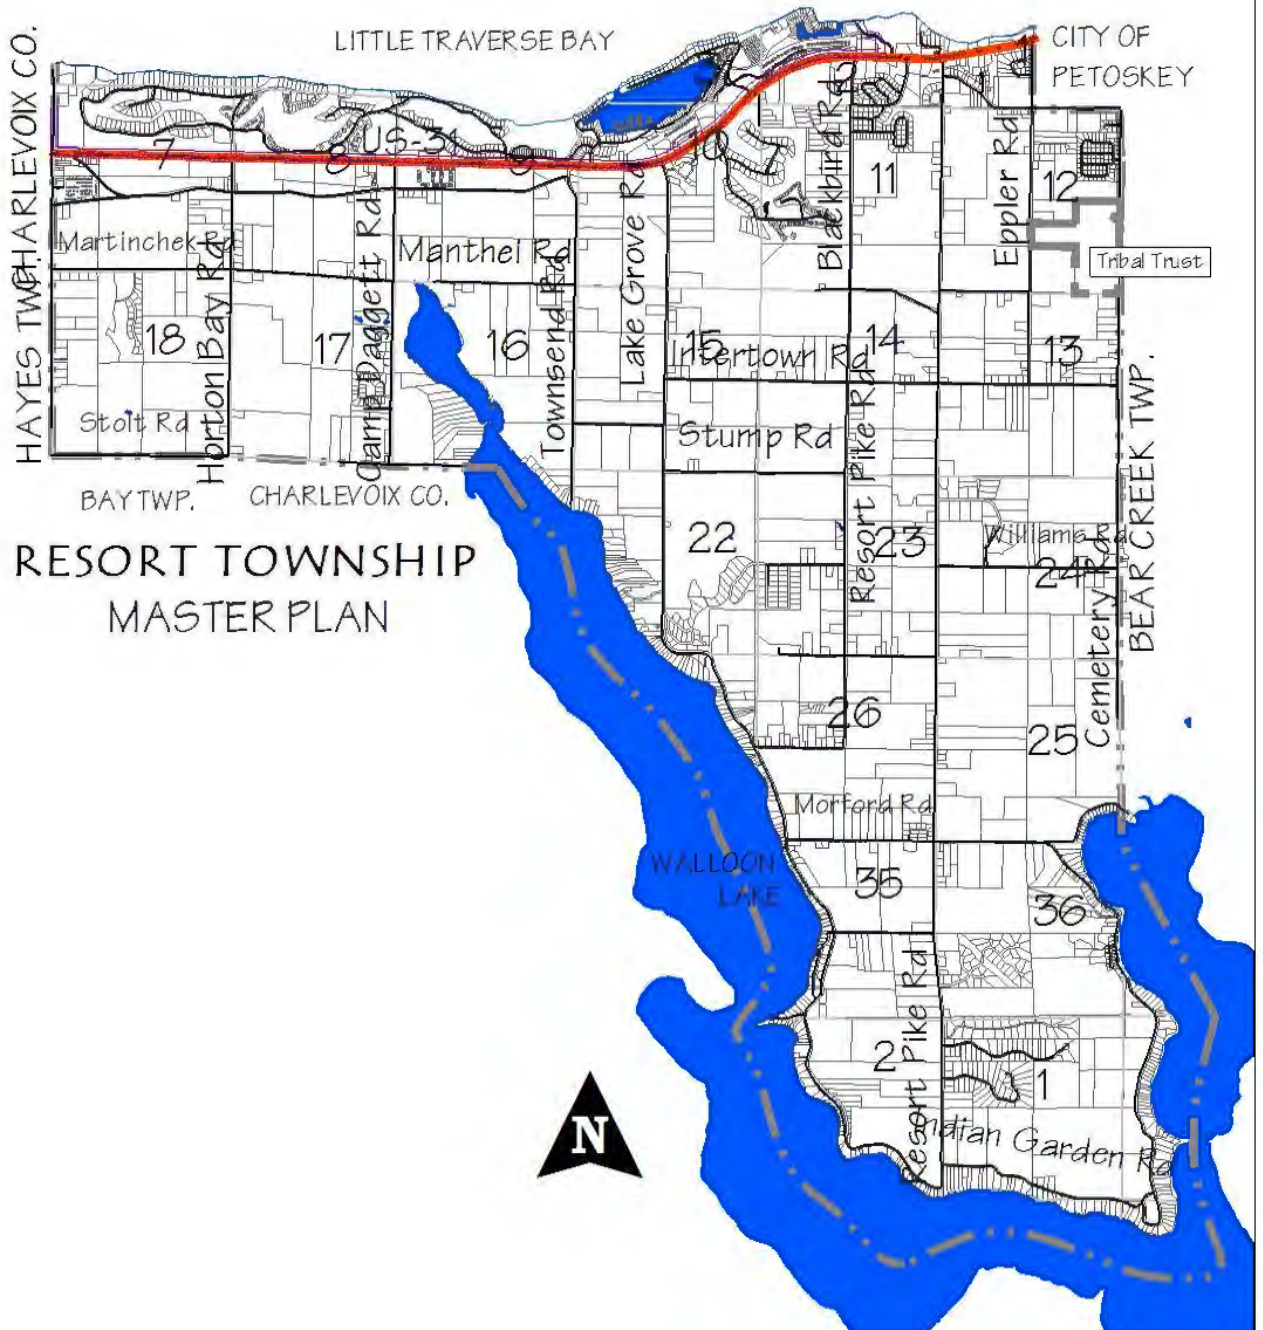 LITTLE TRAVERSE BAY
CITY OF
PETOSKEY
CHARLEVOIX CO.
HAYES TWP.
US-31
7
8
9
10
11
12
Blackbird Rd
Eppler Rd
Tribal Trust
Martinchek Rd
Manthei Rd
Horton Bay Rd
Camp Daggett Rd
Townsend Rd
Lake Grove Rd
18
17
16
15
14
13
Intertown Rd
Stolt Rd
Stump Rd
Resort Pike Rd
BEAR CREEK TWP.
BAY TWP.
CHARLEVOIX CO.
RESORT TOWNSHIP
MASTER PLAN
22
23
24
Williams Rd
Cemetery Rd
26
25
Morford Rd
WALLOON
LAKE
35
36
Resort Pike Rd
2
1
Indian Garden Rd
N